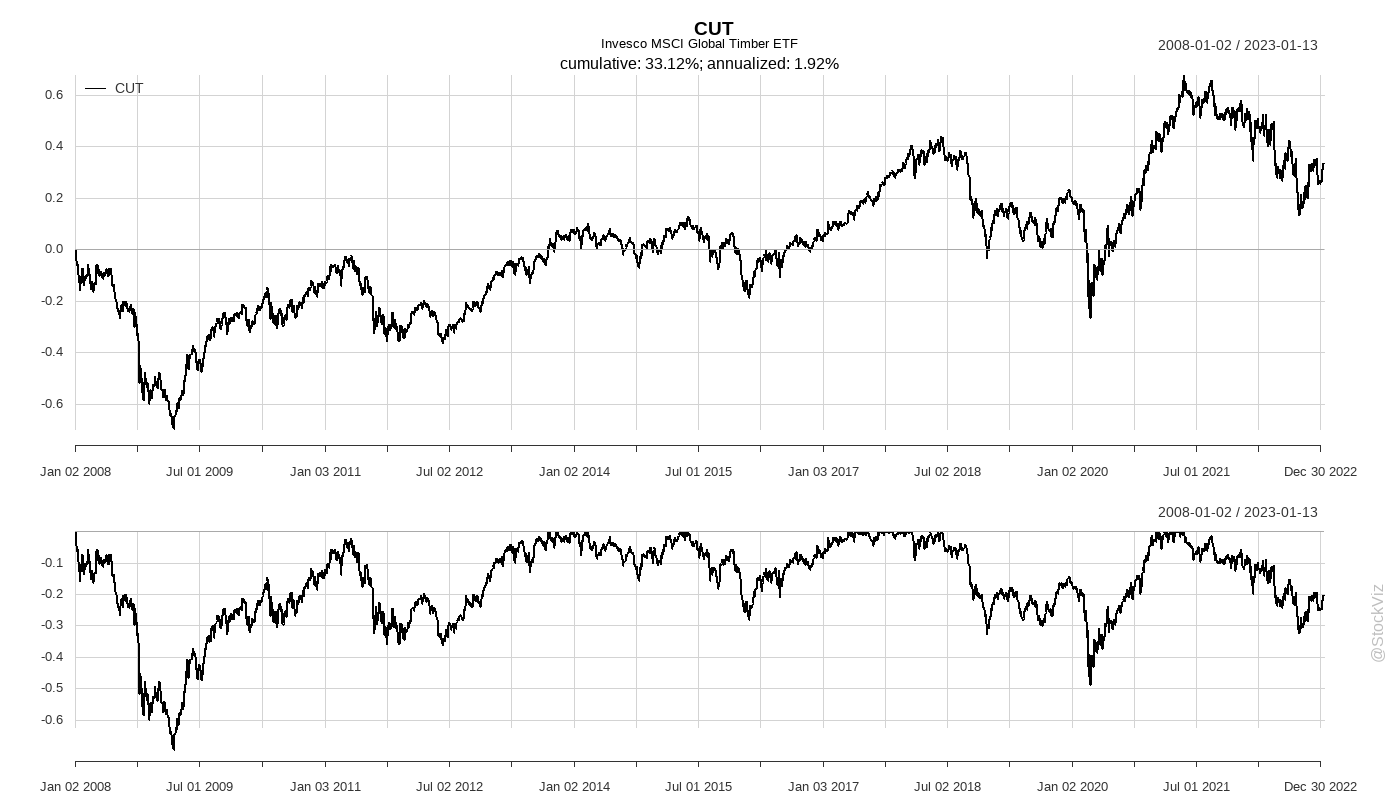 CUT
Invesco MSCI Global Timber ETF
cumulative: 33.12%; annualized: 1.92%
2008-01-02 / 2023-01-13
CUT
0.6
0.4
0.2
0.0
-0.2
-0.4
-0.6
Jan 02 2008 Jul 01 2009 Jan 03 2011 Jul 02 2012 Jan 02 2014 Jul 01 2015 Jan 03 2017 Jul 02 2018 Jan 02 2020 Jul 01 2021 Dec 30 2022
2008-01-02 / 2023-01-13
-0.1
-0.2
-0.3
-0.4
-0.5
-0.6
Jan 02 2008 Jul 01 2009 Jan 03 2011 Jul 02 2012 Jan 02 2014 Jul 01 2015 Jan 03 2017 Jul 02 2018 Jan 02 2020 Jul 01 2021 Dec 30 2022
@StockViz